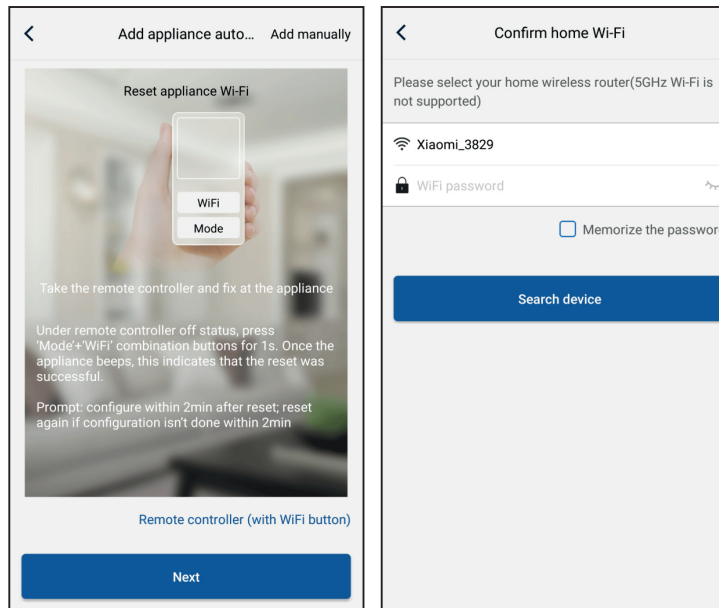 Add appliance auto... Add manually
Reset appliance Wi-Fi
WiFi
Mode
Take the remote controller and fix at the appliance
Under remote controller off status, press
‘Mode’+‘WiFi’ combination buttons for 1s. Once the
appliance beeps, this indicates that the reset was
successful.
Prompt: configure within 2min after reset; reset
again if configuration isn’t done within 2min
Remote controller (with WiFi button)
Next
Confirm home Wi-Fi
Please select your home wireless router(5GHz Wi-Fi is
not supported)
Xiaomi_3829
WiFi password
Memorize the passwor
Search device